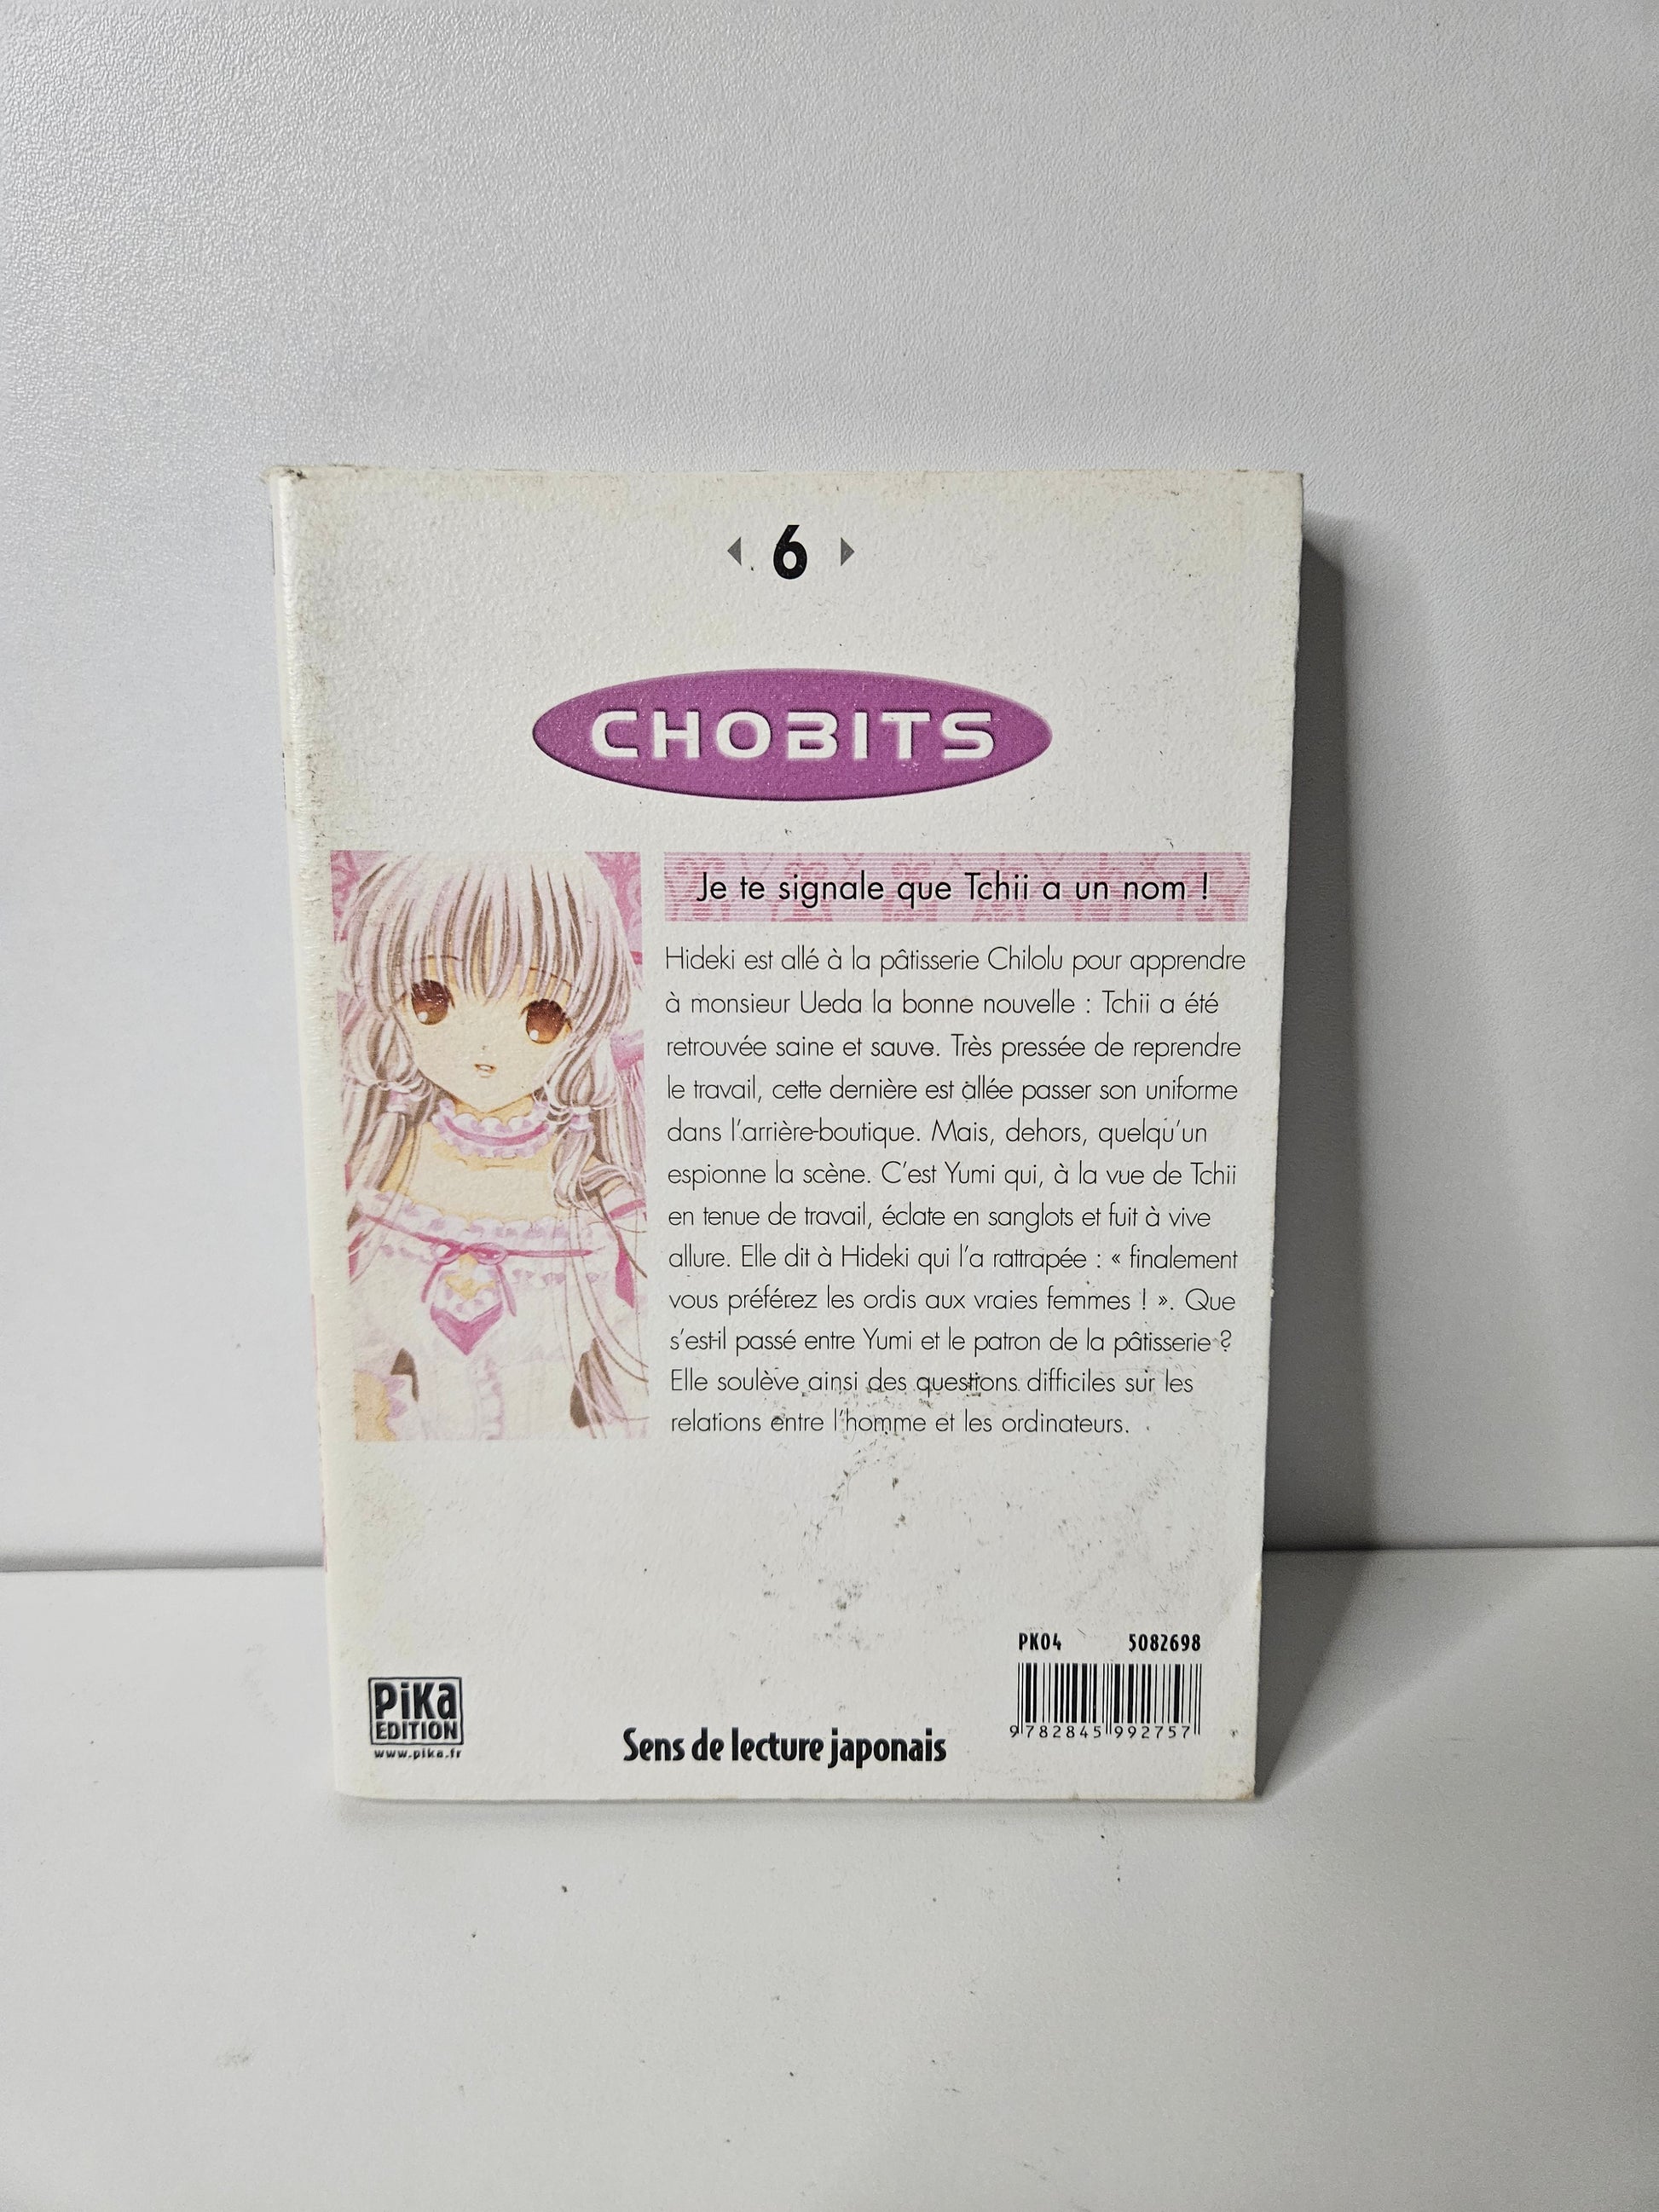 6
CHOBITS
Je te signale que Tchii a un nom !
Hideki est allé à la pâtisserie Chilolu pour apprendre
à monsieur Ueda la bonne nouvelle : Tchii a été
retrouvée saine et sauve. Très pressée de reprendre
le travail, cette dernière est allée passer son uniforme
dans l'arrière-boutique. Mais, dehors, quelqu'un
espionne la scène. C'est Yumi qui, à la vue de Tchii
en tenue de travail, éclate en sanglots et fuit à vive
allure. Elle dit à Hideki qui l'a rattrapée : « finalement
vous préférez les ordis aux vraies femmes ! ». Que
s'est-il passé entre Yumi et le patron de la pâtisserie ?
Elle soulève ainsi des questions difficiles sur les
relations entre l'homme et les ordinateurs.
PK04 5082698
9 782845 992757
PiKa
EDITION
www.pika.fr
Sens de lecture japonais